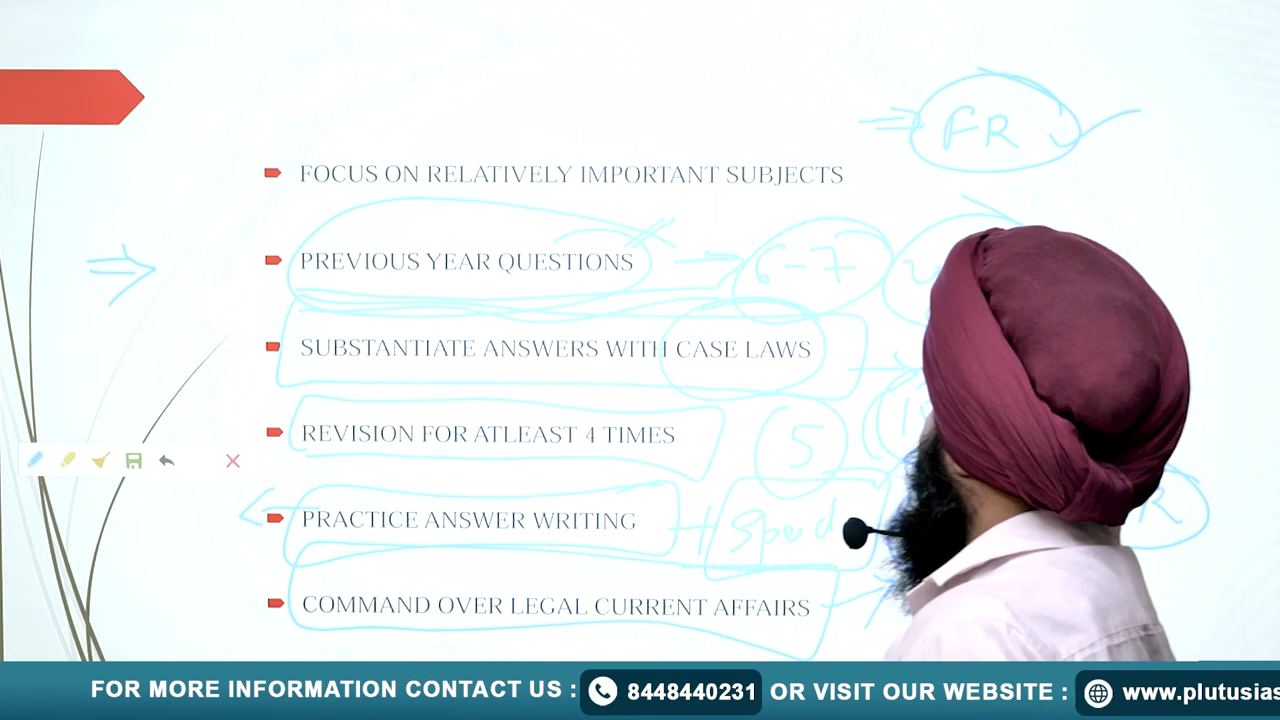 FR
FOCUS ON RELATIVELY IMPORTANT SUBJECTS
PREVIOUS YEAR QUESTIONS
6-7
SUBSTANTIATE ANSWERS WITH CASE LAWS
REVISION FOR ATLEAST 4 TIMES
5
PRACTICE ANSWER WRITING
Speed
COMMAND OVER LEGAL CURRENT AFFAIRS
FOR MORE INFORMATION CONTACT US : 8448440231 OR VISIT OUR WEBSITE : www.plutusias